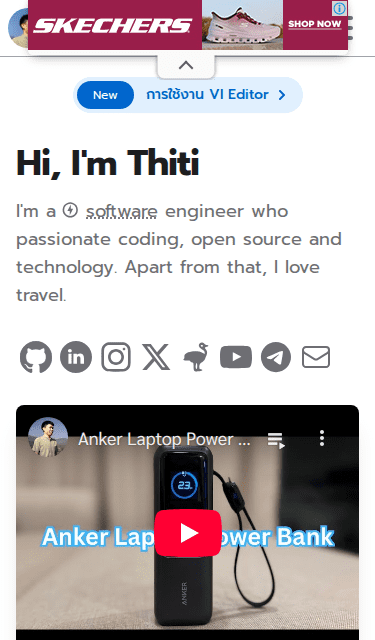 SKECHERS
SHOP NOW
New
การใช้งาน VI Editor
Hi, I'm Thiti
I'm a software engineer who
passionate coding, open source and
technology. Apart from that, I love
travel.
Anker Laptop Power ...
23
Anker Lap ower Bank
ANKER